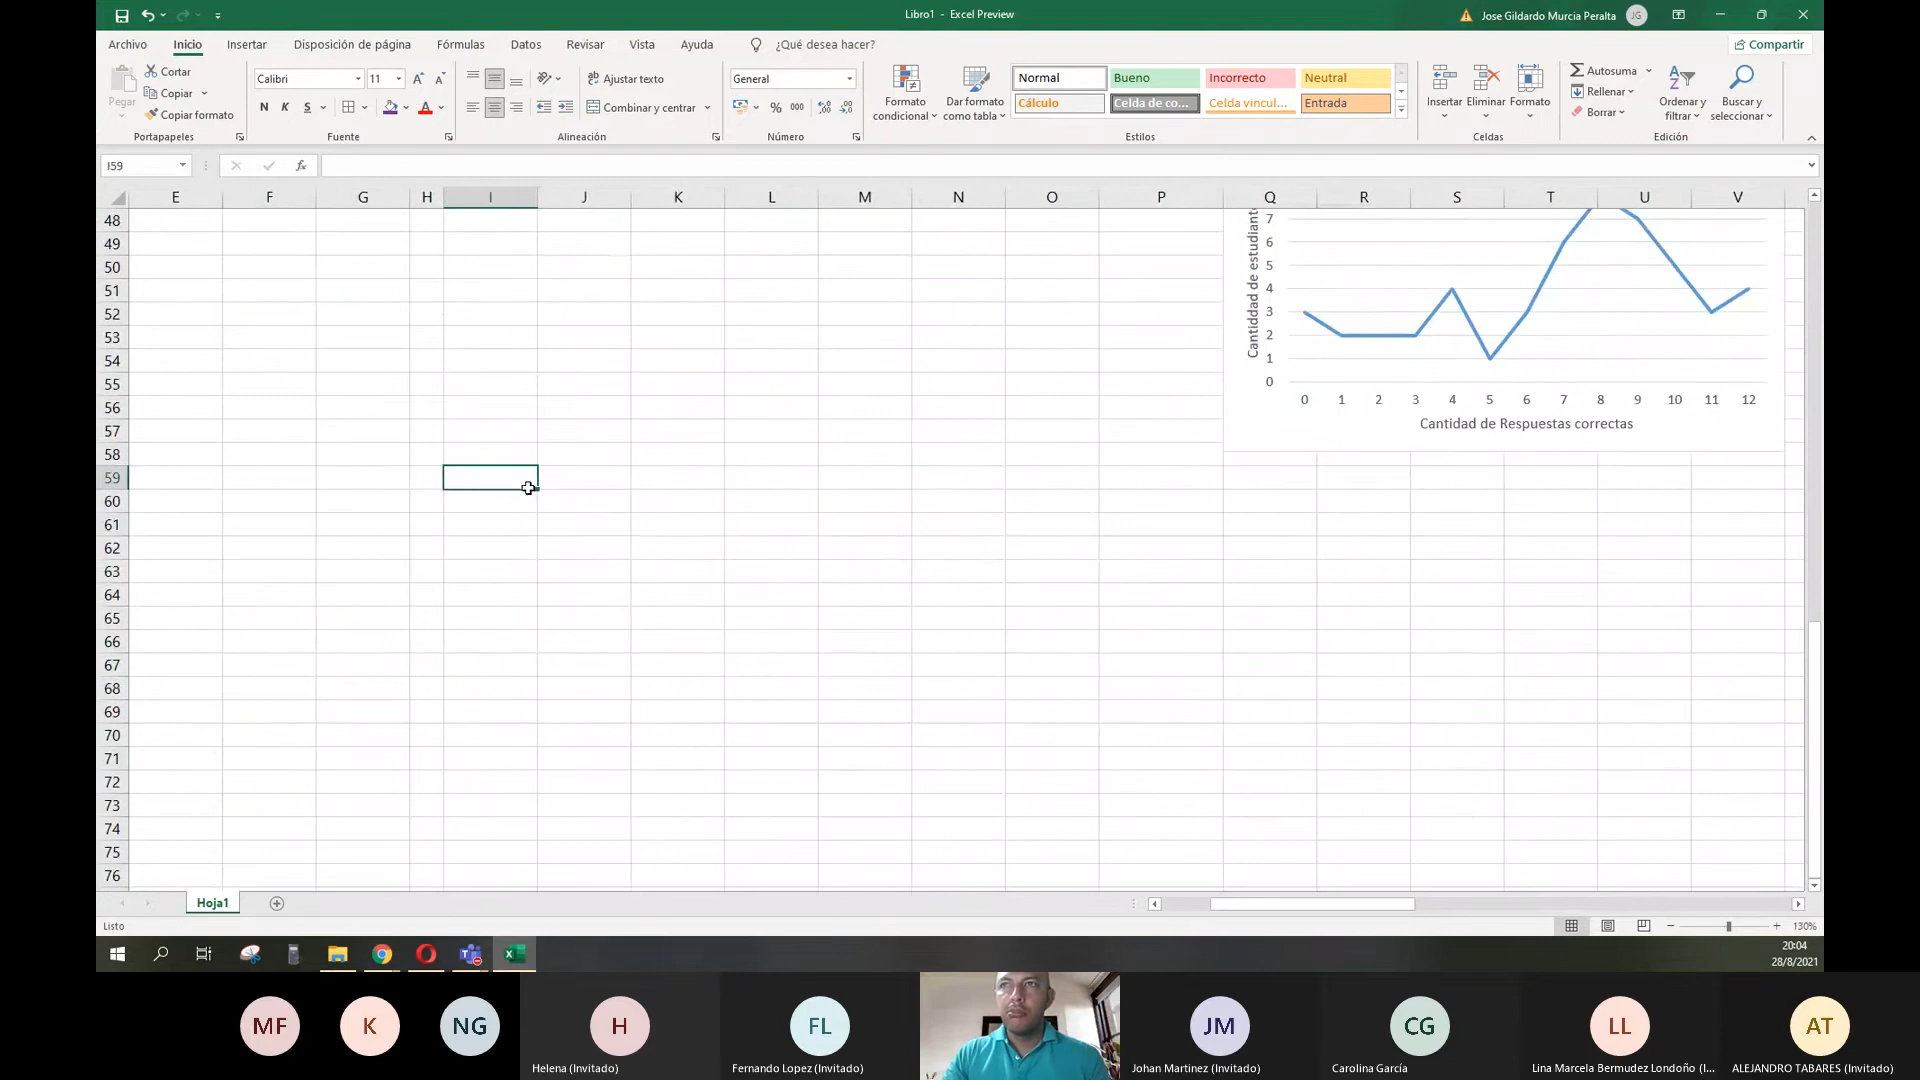 Libro1 - Excel Preview
Jose Gildardo Murcia Peralta
JG
Archivo Inicio Insertar Disposición de página Fórmulas Datos Revisar Vista Ayuda ¿Qué desea hacer? Compartir
Pegar
Cortar
Copiar
Copiar formato
Portapapeles
Calibri 11
N K S
Fuente
Ajustar texto
Combinar y centrar
Alineación
General
% 000
Número
Formato condicional
Dar formato como tabla
Normal Bueno Incorrecto Neutral
Cálculo Celda de co... Celda vincul... Entrada
Estilos
Insertar Eliminar Formato
Celdas
Autosuma
Rellenar
Borrar
Ordenar y filtrar
Buscar y seleccionar
Edición
I59
fx
E F G H I J K L M N O P Q R S T U V
48
49
50
51
52
53
54
55
56
57
58
59
60
61
62
63
64
65
66
67
68
69
70
71
72
73
74
75
76
Cantiddad de estudiant
7
6
5
4
3
2
1
0
0 1 2 3 4 5 6 7 8 9 10 11 12
Cantidad de Respuestas correctas
Hoja1
Listo
130%
20:04
28/8/2021
MF K NG H FL JM CG LL AT
Helena (Invitado) Fernando Lopez (Invitado) Johan Martinez (Invitado) Carolina García Lina Marcela Bermudez Londoño (I... ALEJANDRO TABARES (Invitado)